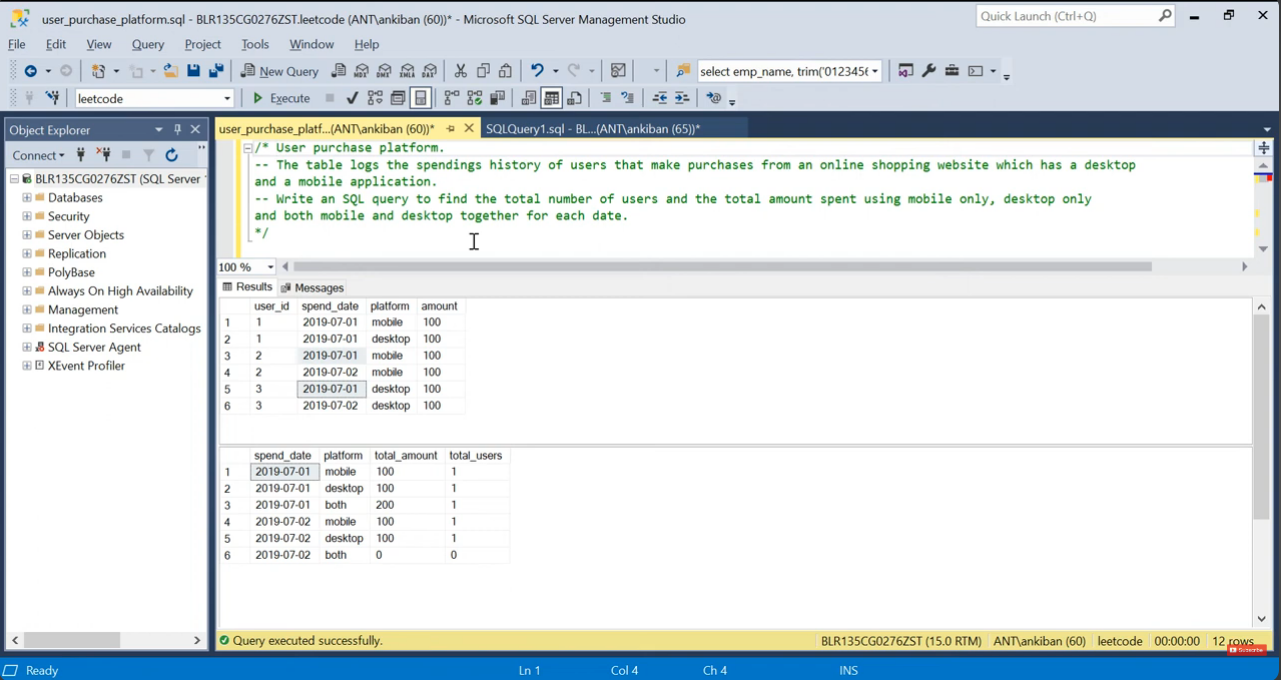 user_purchase_platform.sql - BLR135CG0276ZST.leetcode (ANT\ankiban (60))* - Microsoft SQL Server Management Studio
Quick Launch (Ctrl+Q)
File Edit View Query Project Tools Window Help
New Query
select emp_name, trim('0123456
leetcode
Execute
Object Explorer
user_purchase_platf...(ANT\ankiban (60))*
SQLQuery1.sql - BL...(ANT\ankiban (65))*
Connect
BLR135CG0276ZST (SQL Server
Databases
Security
Server Objects
Replication
PolyBase
Always On High Availability
Management
Integration Services Catalogs
SQL Server Agent
XEvent Profiler
/* User purchase platform.
-- The table logs the spendings history of users that make purchases from an online shopping website which has a desktop
and a mobile application.
-- Write an SQL query to find the total number of users and the total amount spent using mobile only, desktop only
and both mobile and desktop together for each date.
*/
100 %
Results Messages
user_id spend_date platform amount
1 1 2019-07-01 mobile 100
2 1 2019-07-01 desktop 100
3 2 2019-07-01 mobile 100
4 2 2019-07-02 mobile 100
5 3 2019-07-01 desktop 100
6 3 2019-07-02 desktop 100
spend_date platform total_amount total_users
1 2019-07-01 mobile 100 1
2 2019-07-01 desktop 100 1
3 2019-07-01 both 200 1
4 2019-07-02 mobile 100 1
5 2019-07-02 desktop 100 1
6 2019-07-02 both 0 0
Query executed successfully.
BLR135CG0276ZST (15.0 RTM) ANT\ankiban (60) leetcode 00:00:00 12 rows
Subscribe
Ready Ln 1 Col 4 Ch 4 INS